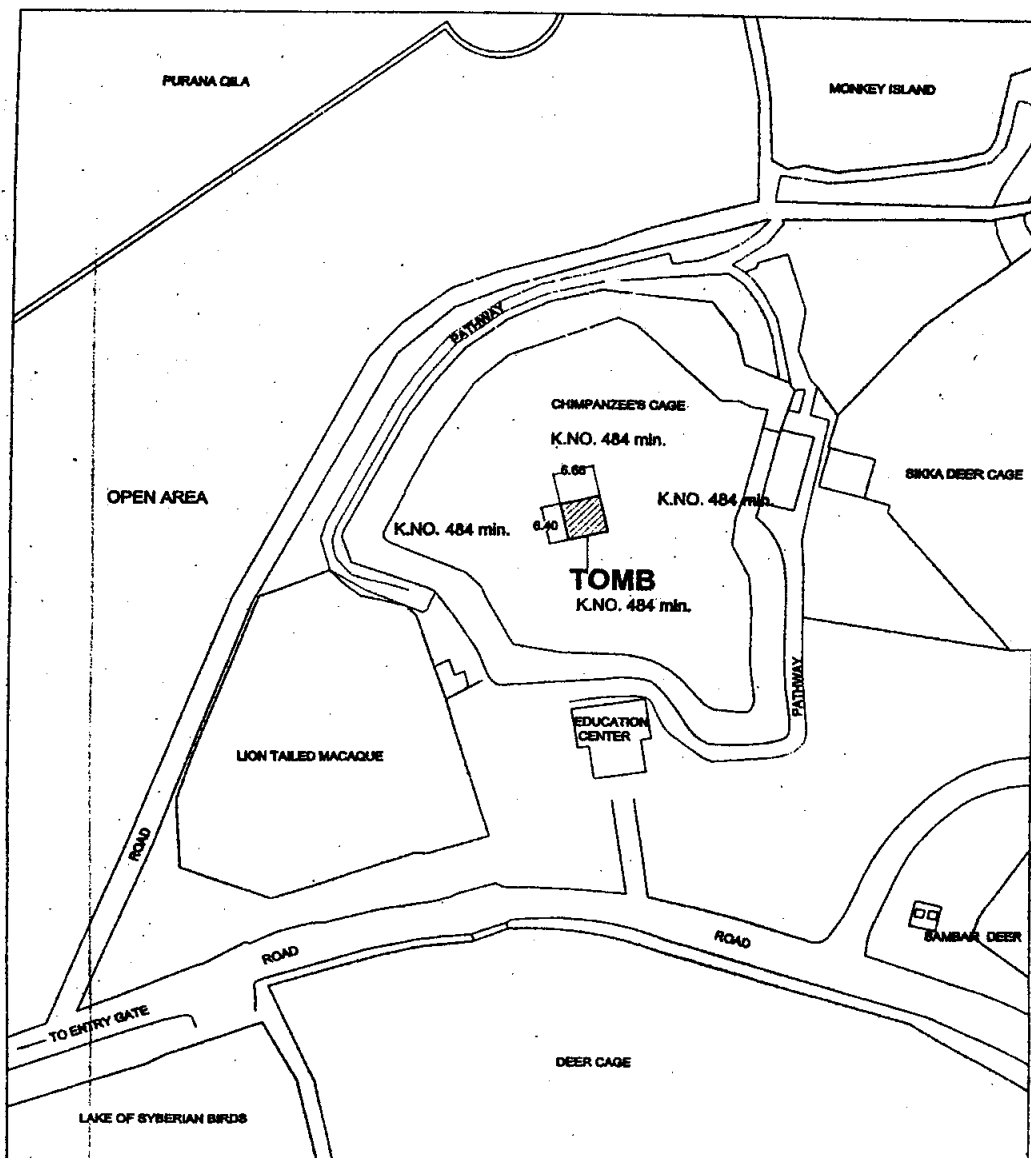 PURANA QILA
MONKEY ISLAND
PATHWAY
CHIMPANZEE'S CAGE
K.NO. 484 min.
6.66
SIKKA DEER CAGE
OPEN AREA
K.NO. 484 min.
6.40
K.NO. 484 min.
TOMB
K.NO. 484 min.
PATHWAY
EDUCATION
CENTER
LION TAILED MACAQUE
ROAD
ROAD
ROAD
SAMBAR DEER
TO ENTRY GATE
DEER CAGE
LAKE OF SYBERIAN BIRDS